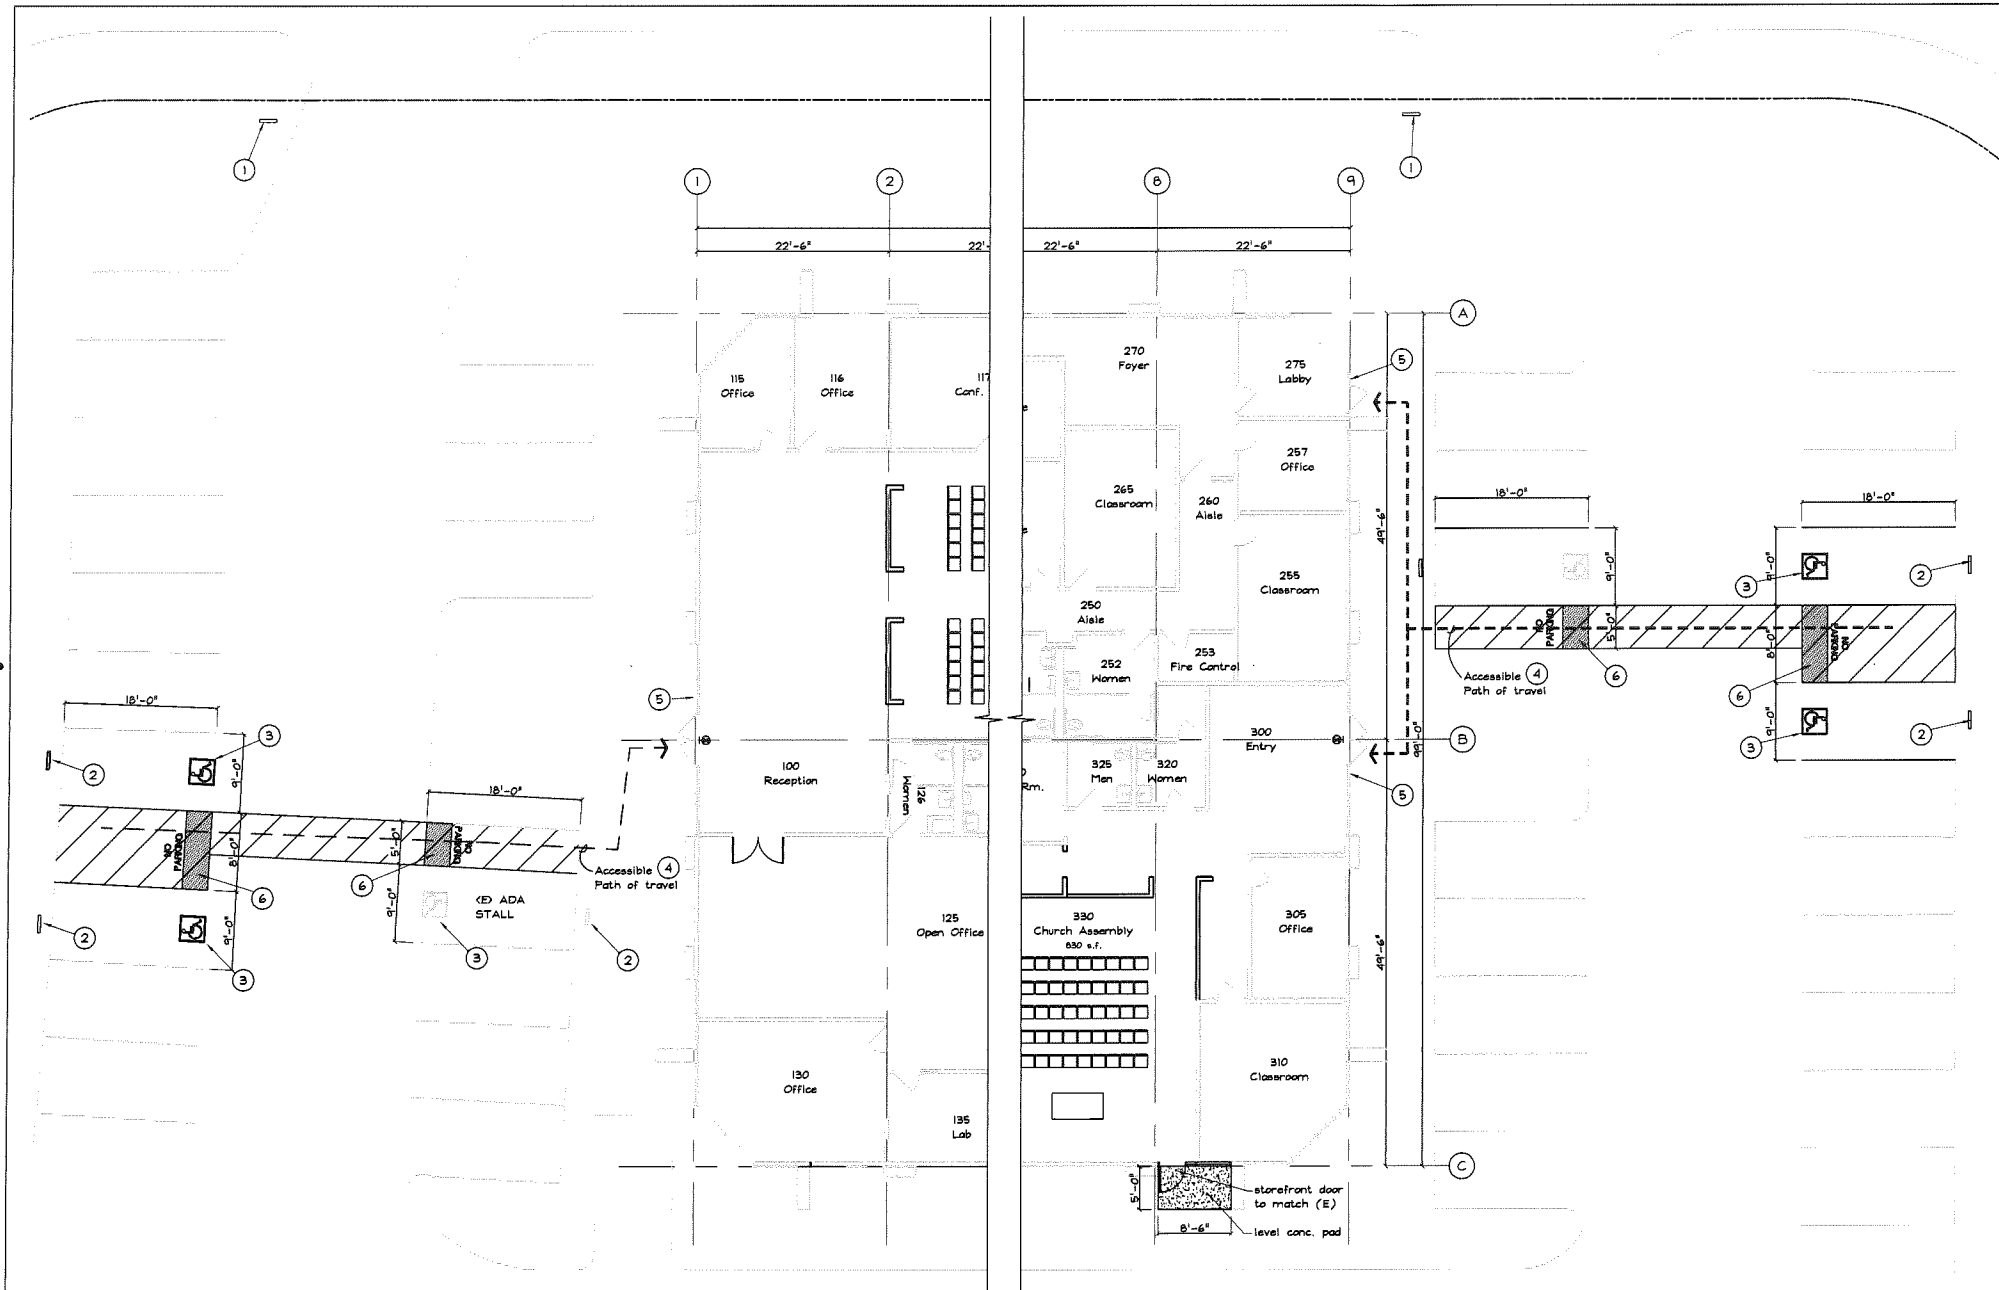 1
1
1
2
8
9
22'-6"
22'-
22'-6"
22'-6"
A
270
Foyer
275
Lobby
5
115
Office
116
Office
117
Conf.
257
Office
265
Classroom
260
Aisle
49'-6"
18'-0"
18'-0"
9'-0"
3
9'-0"
2
255
Classroom
250
Aisle
252
Women
253
Fire Control
NO
PARKING
5'-0"
6
Accessible 4
Path of travel
8'-0"
NO
PARKING
6
9'-0"
3
2
5
18'-0"
3
2
9'-0"
B
99'-0"
300
Entry
100
Reception
126
Women
Rm.
325
Men
320
Women
5
18'-0"
NO
PARKING
8'-0"
6
5'-0"
NO
PARKING
6
Accessible 4
Path of travel
9'-0"
(E) ADA
STALL
3
2
2
9'-0"
3
125
Open Office
330
Church Assembly
830 s.f.
305
Office
49'-6"
130
Office
135
Lab
310
Classroom
C
5'-0"
storefront door
to match (E)
8'-6"
level conc. pad